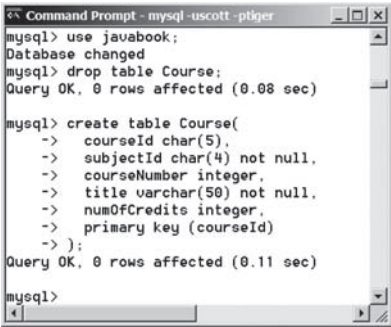 Command Prompt - mysql -uscott -ptiger
mysql> use javabook;
Database changed
mysql> drop table Course;
Query OK, 0 rows affected (0.08 sec)
mysql> create table Course(
-> courseId char(5),
-> subjectId char(4) not null,
-> courseNumber integer,
-> title varchar(50) not null,
-> numOfCredits integer,
-> primary key (courseId)
-> );
Query OK, 0 rows affected (0.11 sec)
mysql>